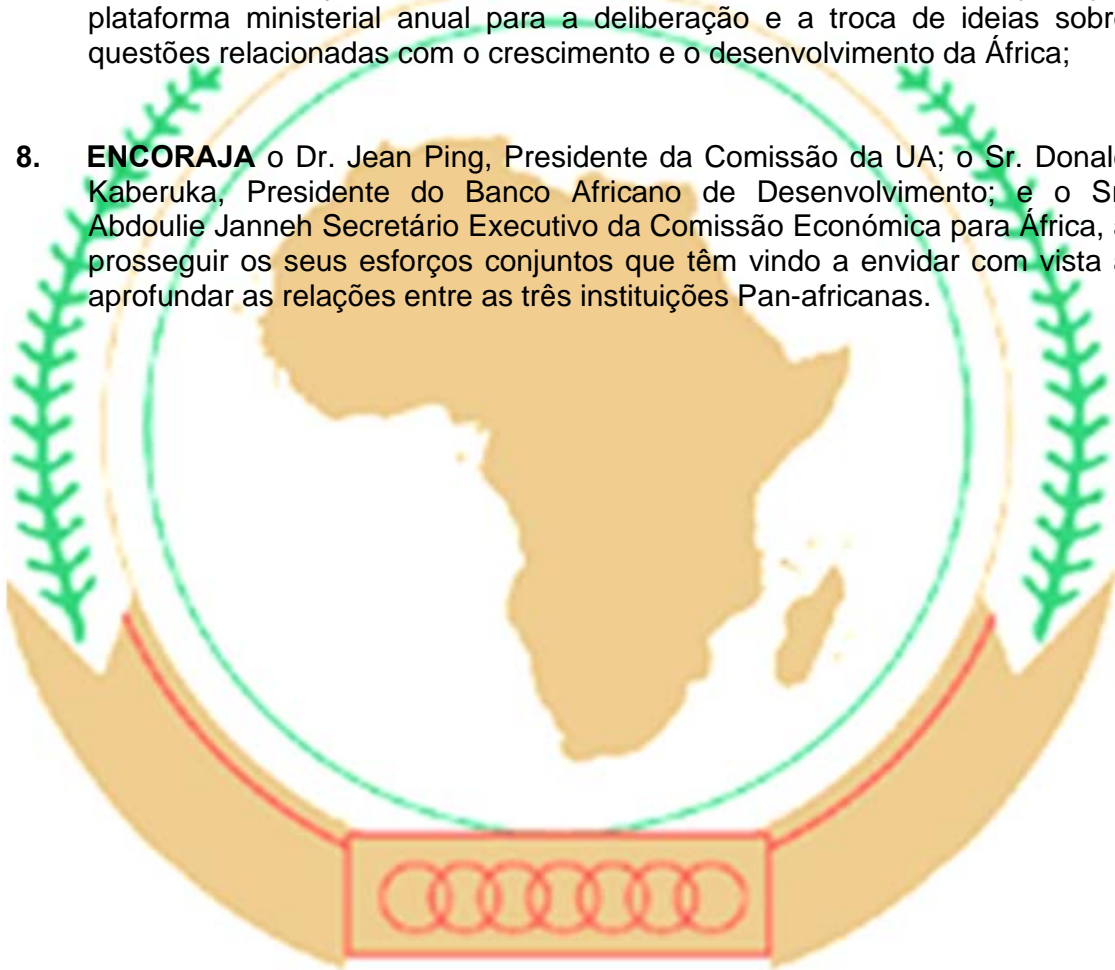 plataforma ministerial anual para a deliberação e a troca de ideias sobre
questões relacionadas com o crescimento e o desenvolvimento da África;
8. ENCORAJA o Dr. Jean Ping, Presidente da Comissão da UA; o Sr. Donald
Kaberuka, Presidente do Banco Africano de Desenvolvimento; e o Sr
Abdoulie Janneh Secretário Executivo da Comissão Económica para África, a
prosseguir os seus esforços conjuntos que têm vindo a envidar com vista a
aprofundar as relações entre as três instituições Pan-africanas.